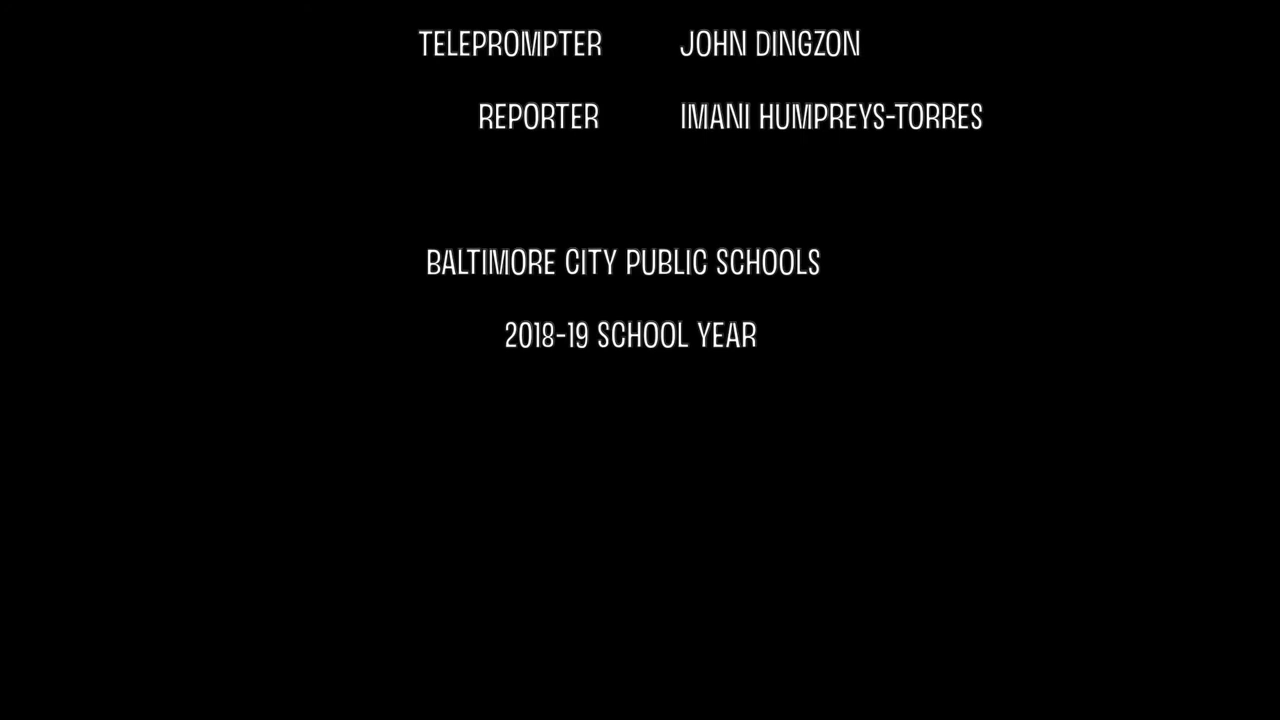 TELEPROMPTER JOHN DINGZON
REPORTER IMANI HUMPREYS-TORRES
BALTIMORE CITY PUBLIC SCHOOLS
2018-19 SCHOOL YEAR